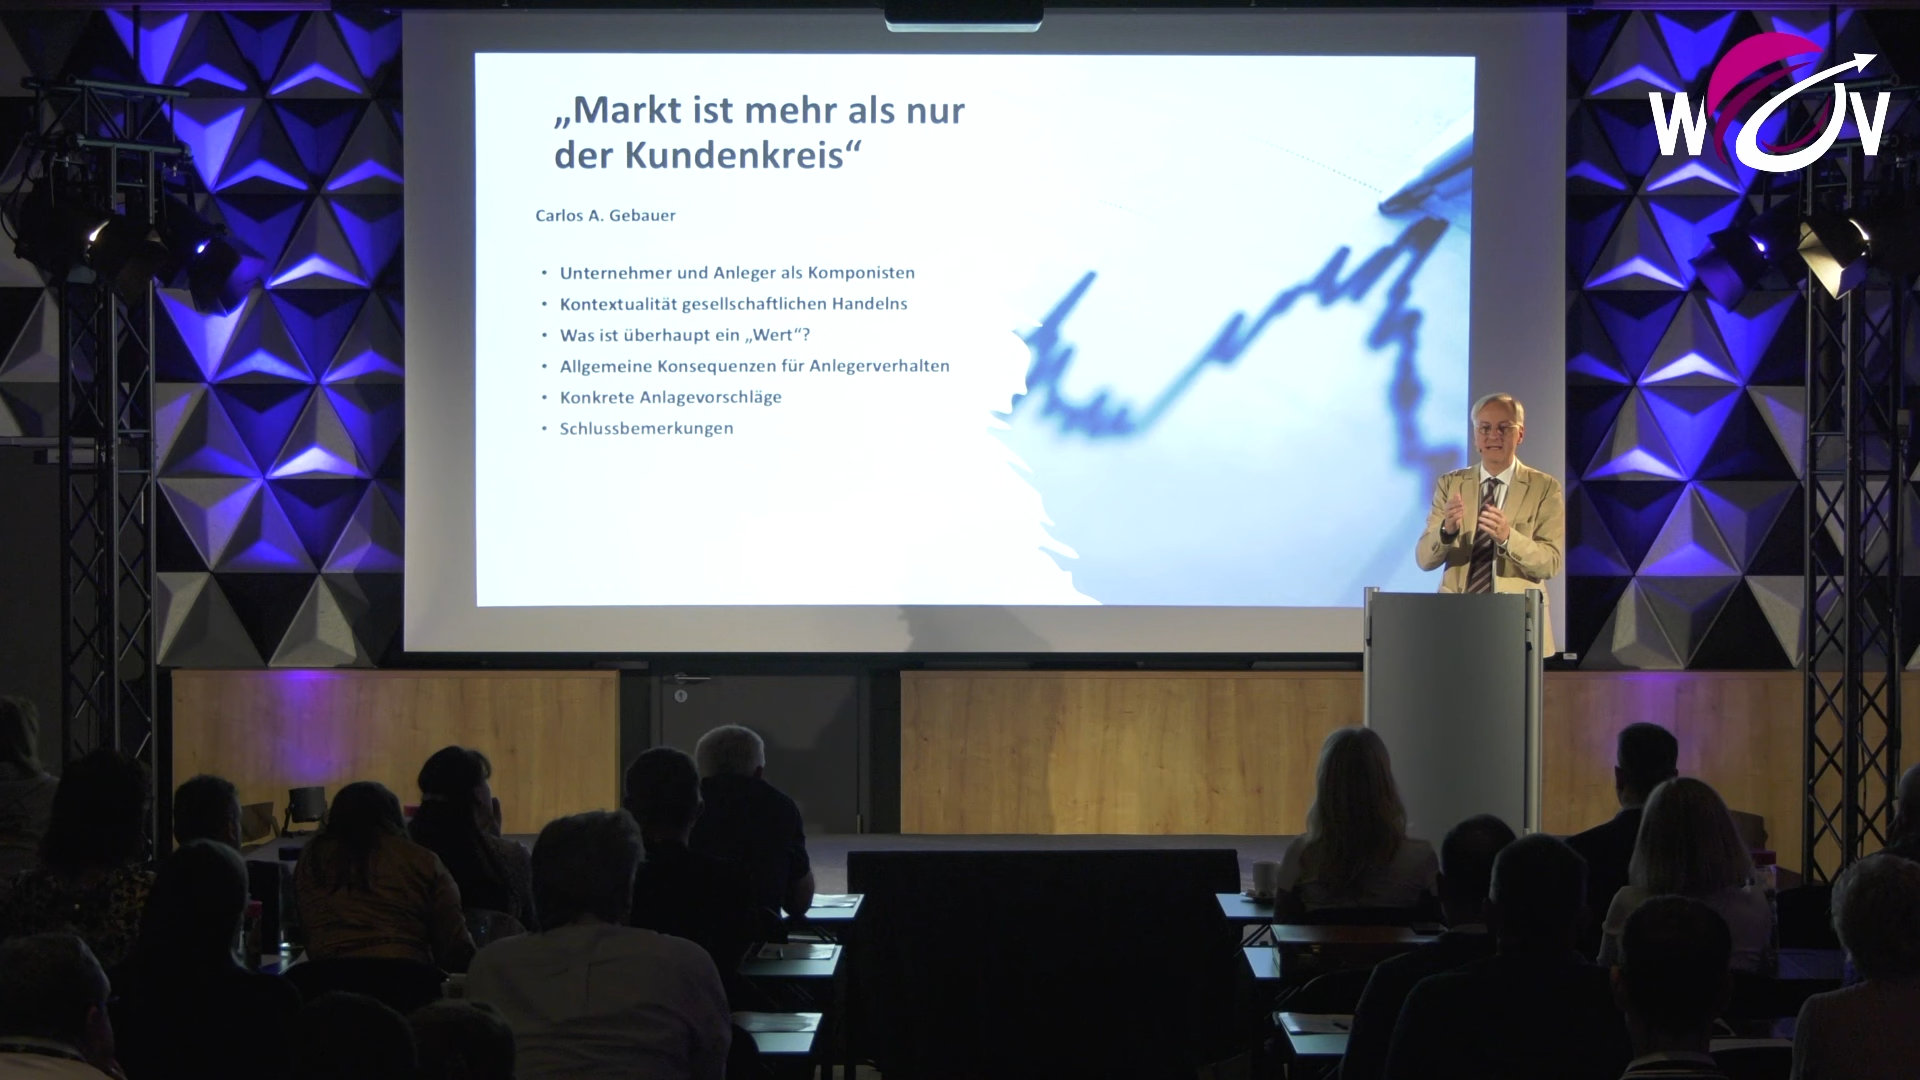 „Markt ist mehr als nur
der Kundenkreis“
Carlos A. Gebauer
• Unternehmer und Anleger als Komponisten
• Kontextualität gesellschaftlichen Handelns
• Was ist überhaupt ein „Wert“?
• Allgemeine Konsequenzen für Anlegerverhalten
• Konkrete Anlagevorschläge
• Schlussbemerkungen
WOV